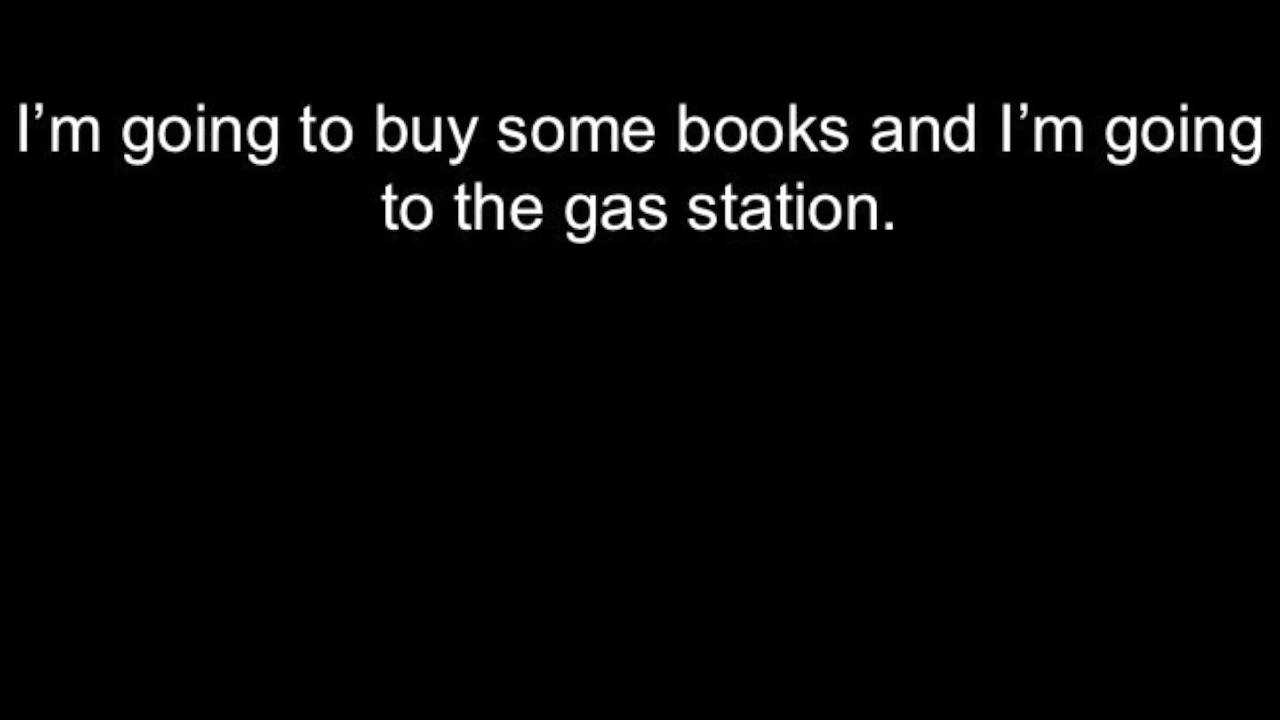 I’m going to buy some books and I’m going
to the gas station.